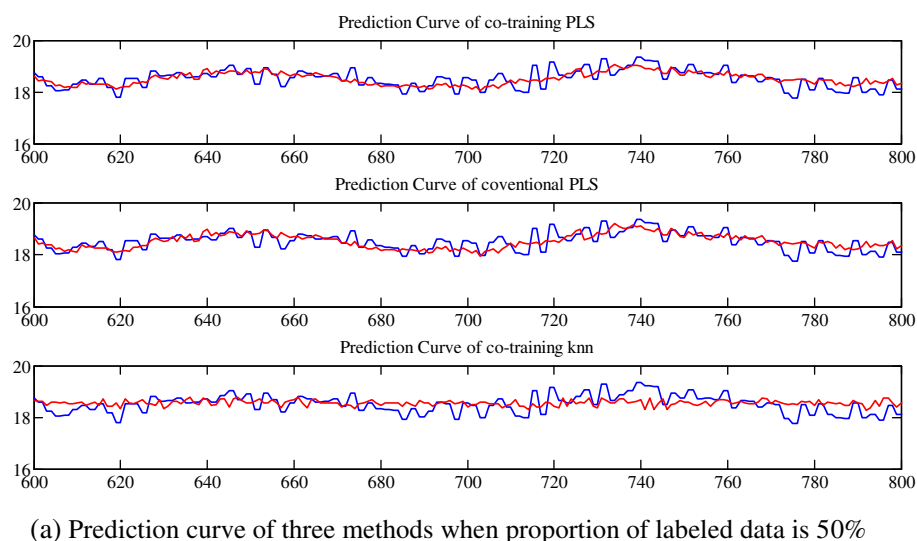 Prediction Curve of co-training PLS
20
18
16
600 620 640 660 680 700 720 740 760 780 800
Prediction Curve of coventional PLS
20
18
16
600 620 640 660 680 700 720 740 760 780 800
Prediction Curve of co-training knn
20
18
16
600 620 640 660 680 700 720 740 760 780 800
(a) Prediction curve of three methods when proportion of labeled data is 50%